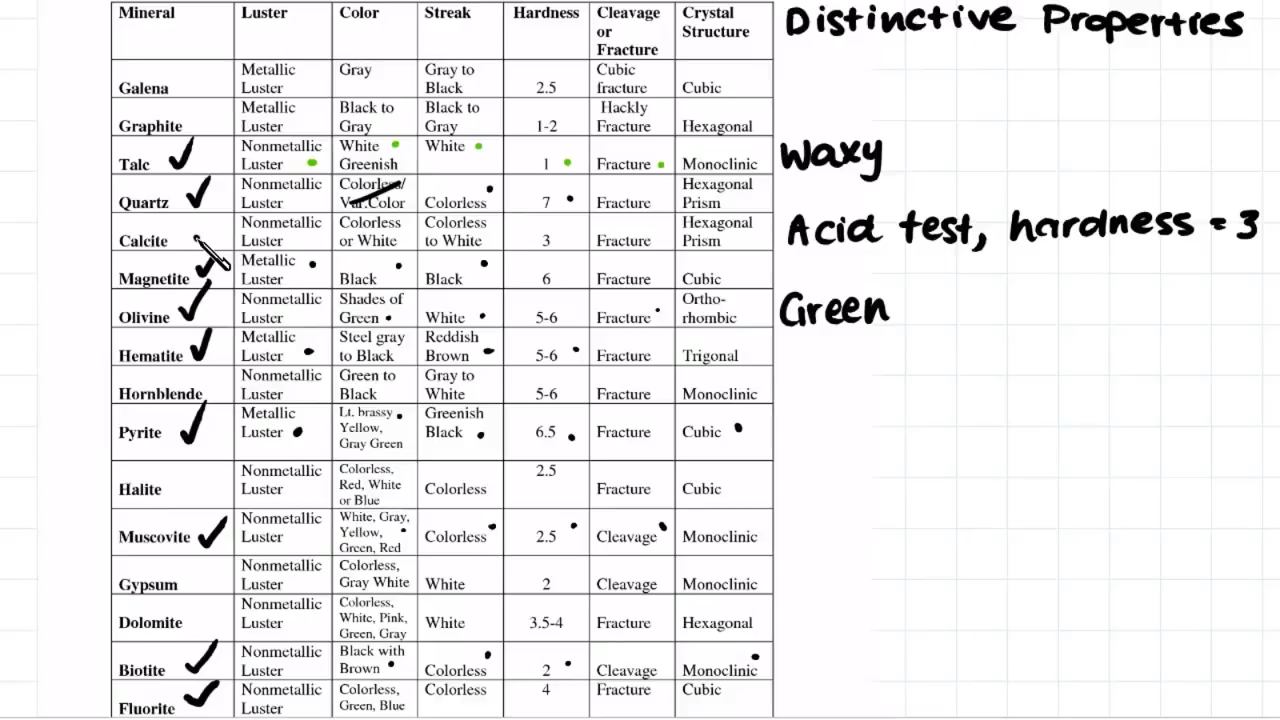 Mineral Luster Color Streak Hardness Cleavage or Fracture Crystal Structure
Distinctive Properties
Galena Metallic Luster Gray Gray to Black 2.5 Cubic fracture Cubic
Graphite Metallic Luster Black to Gray Black to Gray 1-2 Hackly Fracture Hexagonal
Talc Nonmetallic Luster White Greenish White 1 Fracture Monoclinic
Waxy
Quartz Nonmetallic Luster Colorless/ Var.Color Colorless 7 Fracture Hexagonal Prism
Calcite Nonmetallic Luster Colorless or White Colorless to White 3 Fracture Hexagonal Prism
Acid test, hardness = 3
Magnetite Metallic Luster Black Black 6 Fracture Cubic
Olivine Nonmetallic Luster Shades of Green White 5-6 Fracture Ortho- rhombic
Green
Hematite Metallic Luster Steel gray to Black Reddish Brown 5-6 Fracture Trigonal
Hornblende Nonmetallic Luster Green to Black Gray to White 5-6 Fracture Monoclinic
Pyrite Metallic Luster Lt. brassy Yellow, Gray Green Greenish Black 6.5 Fracture Cubic
Halite Nonmetallic Luster Colorless, Red, White or Blue Colorless 2.5 Fracture Cubic
Muscovite Nonmetallic Luster White, Gray, Yellow, Green, Red Colorless 2.5 Cleavage Monoclinic
Gypsum Nonmetallic Luster Colorless, Gray White White 2 Cleavage Monoclinic
Dolomite Nonmetallic Luster Colorless, White, Pink, Green, Gray White 3.5-4 Fracture Hexagonal
Biotite Nonmetallic Luster Black with Brown Colorless 2 Cleavage Monoclinic
Fluorite Nonmetallic Luster Colorless, Green, Blue Colorless 4 Fracture Cubic